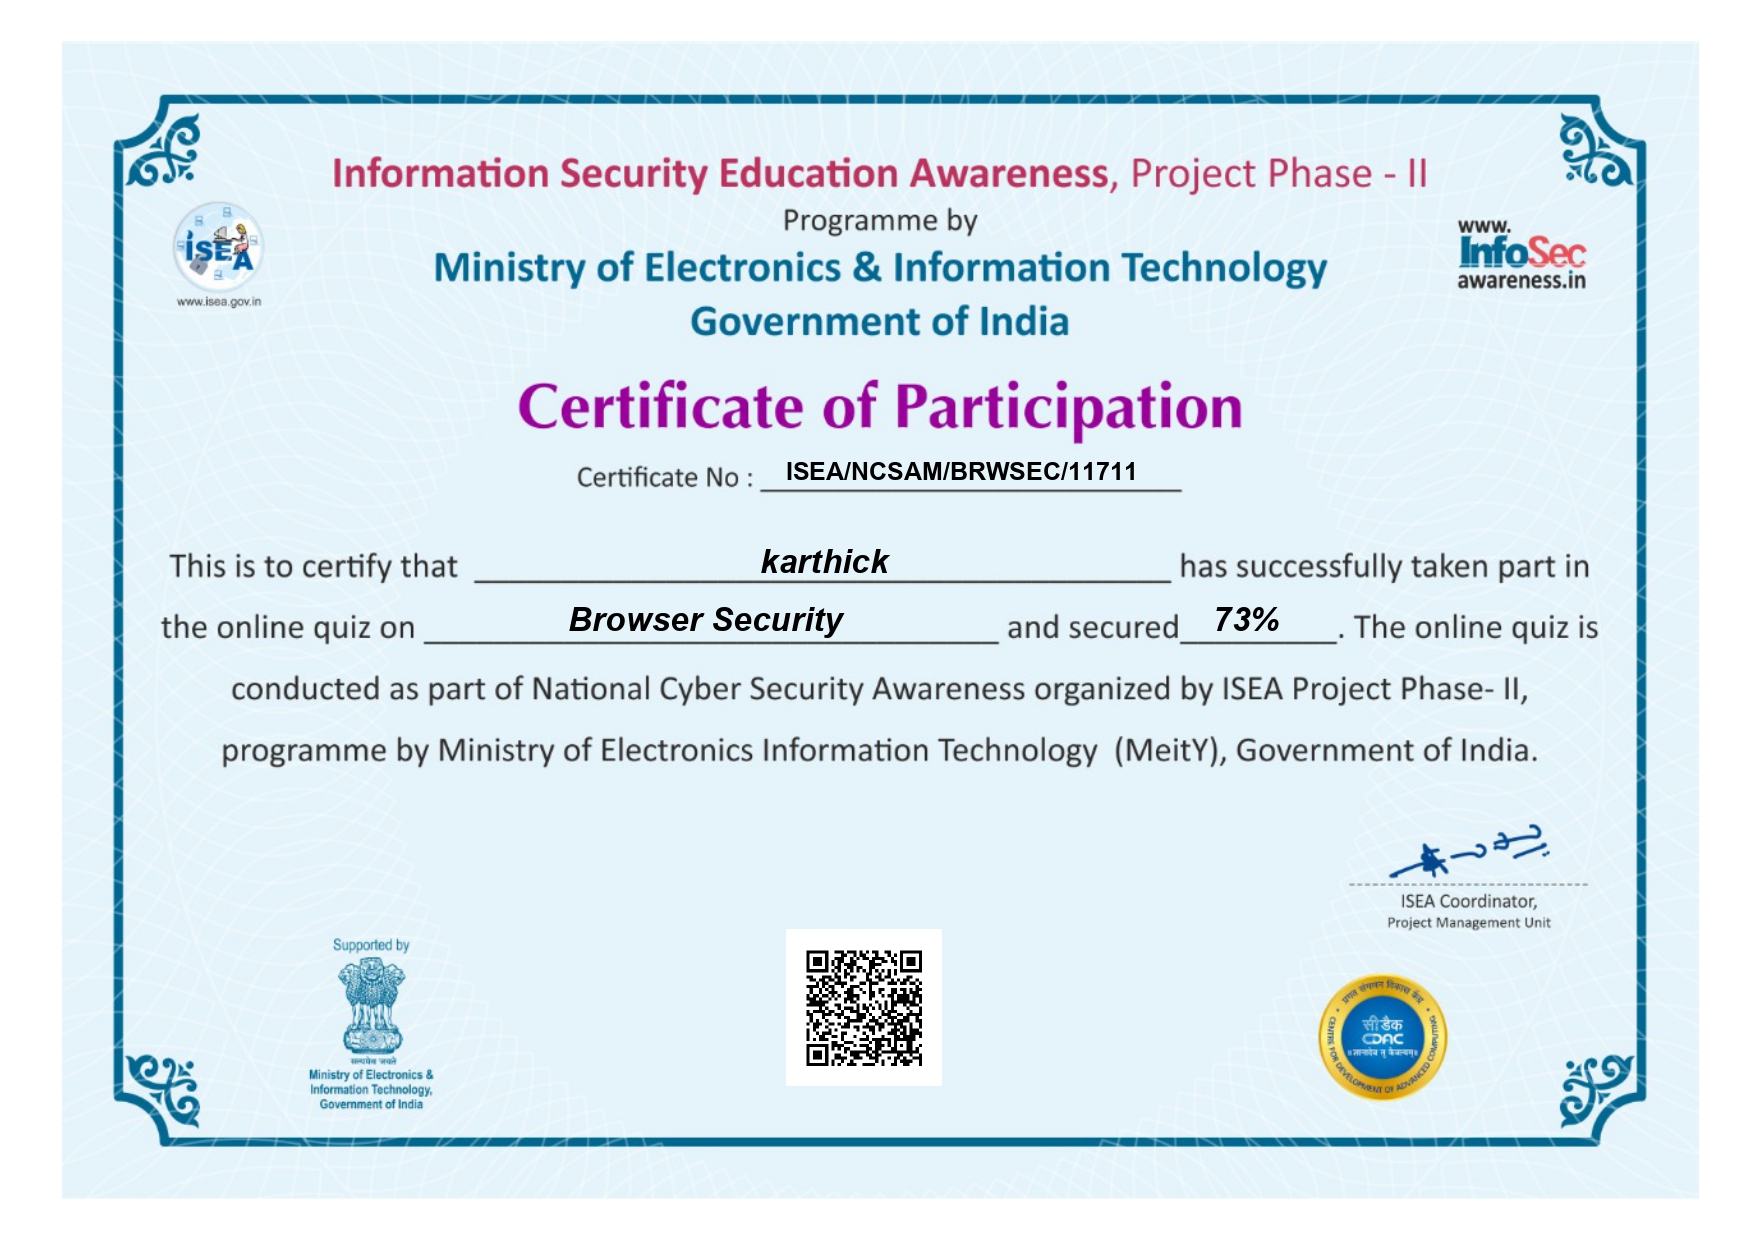 Information Security Education Awareness, Project Phase - II
Programme by
Ministry of Electronics & Information Technology
Government of India
iSEA
www.isea.gov.in
www.
InfoSec
awareness.in
Certificate of Participation
Certificate No : ISEA/NCSAM/BRWSEC/11711
This is to certify that karthick has successfully taken part in
the online quiz on Browser Security and secured 73%. The online quiz is
conducted as part of National Cyber Security Awareness organized by ISEA Project Phase- II,
programme by Ministry of Electronics Information Technology (MeitY), Government of India.
ISEA Coordinator,
Project Management Unit
Supported by
सत्यमेव जयते
Ministry of Electronics &
Information Technology,
Government of India
प्रगत संगणन विकास केंद्र
सीडैक
CDAC
CENTRE FOR DEVELOPMENT OF ADVANCED COMPUTING